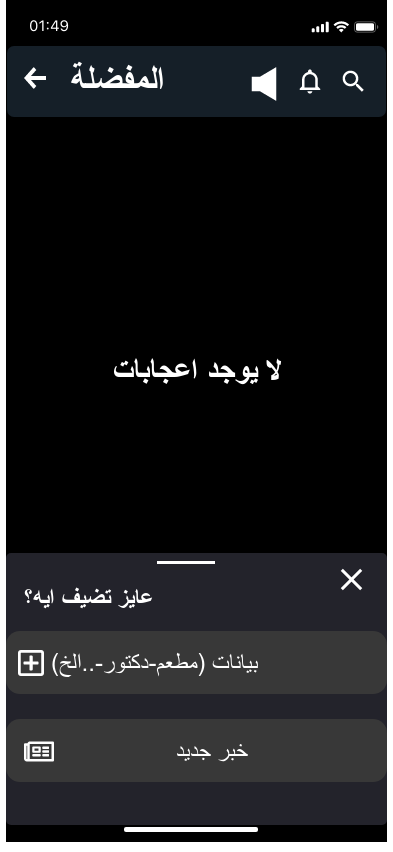 01:49
المفضلة
لا يوجد اعجابات
عايز تضيف ايه؟
بيانات (مطعم-دكتور-..الخ)
خبر جديد